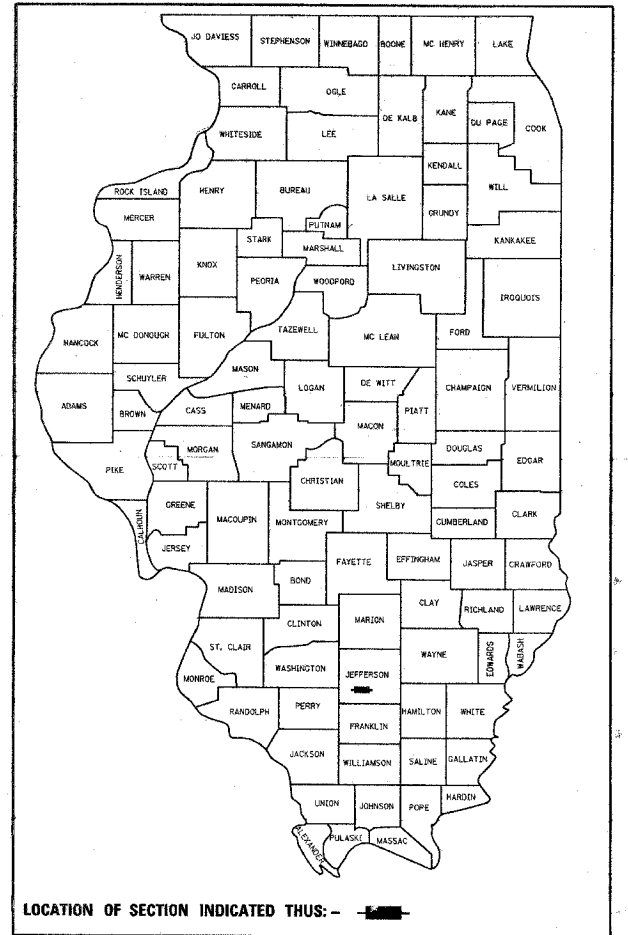 JO DAVIESS
STEPHENSON
WINNEBAGO
BOONE
MC HENRY
LAKE
CARROLL
OGLE
DE KALB
KANE
DU PAGE
COOK
WHITESIDE
LEE
KENDALL
WILL
ROCK ISLAND
HENRY
BUREAU
LA SALLE
GRUNDY
MERCER
PUTNAM
STARK
MARSHALL
KANKAKEE
HENDERSON
WARREN
KNOX
PEORIA
WOODFORD
LIVINGSTON
IROQUOIS
HANCOCK
MC DONOUGH
FULTON
TAZEWELL
MC LEAN
FORD
MASON
SCHUYLER
LOGAN
DE WITT
CHAMPAIGN
VERMILION
ADAMS
BROWN
CASS
MENARD
PIATT
MACON
PIKE
SCOTT
MORGAN
SANGAMON
CHRISTIAN
MOULTRIE
DOUGLAS
EDGAR
COLES
CALHOUN
GREENE
MACOUPIN
MONTGOMERY
SHELBY
CUMBERLAND
CLARK
JERSEY
FAYETTE
EFFINGHAM
JASPER
CRAWFORD
MADISON
BOND
CLAY
RICHLAND
LAWRENCE
CLINTON
MARION
ST. CLAIR
WAYNE
EDWARDS
WABASH
WASHINGTON
JEFFERSON
MONROE
RANDOLPH
PERRY
HAMILTON
WHITE
FRANKLIN
JACKSON
WILLIAMSON
SALINE
GALLATIN
UNION
JOHNSON
POPE
HARDIN
ALEXANDER
PULASKI
MASSAC
LOCATION OF SECTION INDICATED THUS: -